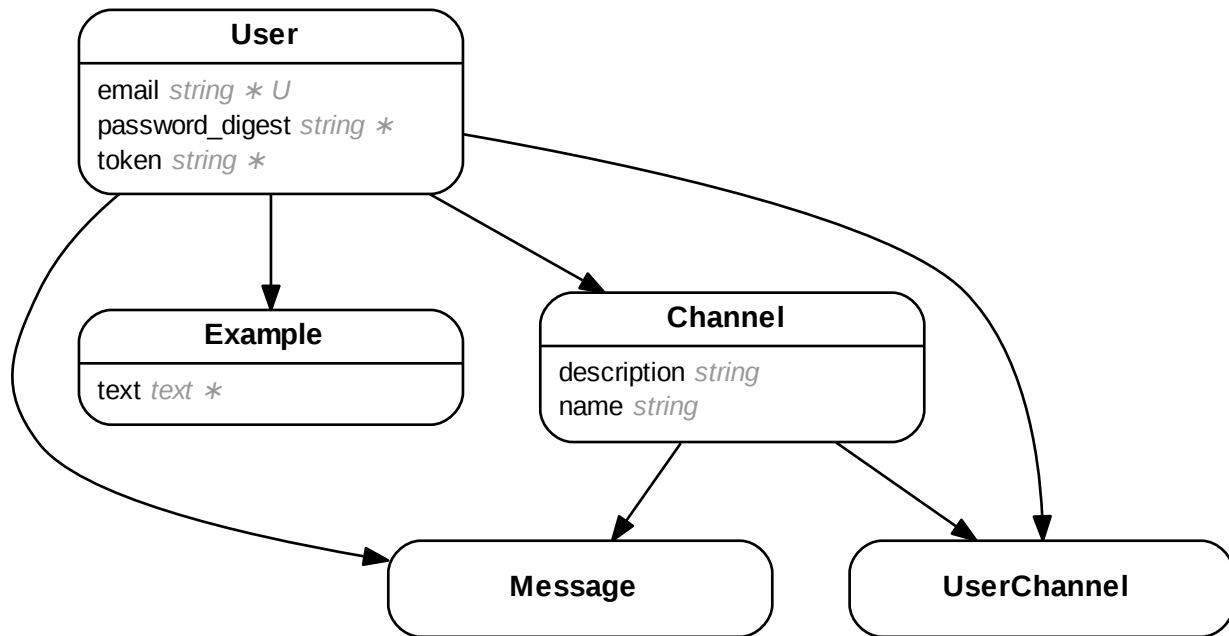 User
email string ∗ U
password_digest string ∗
token string ∗
Example
text text ∗
Channel
description string
name string
Message
UserChannel